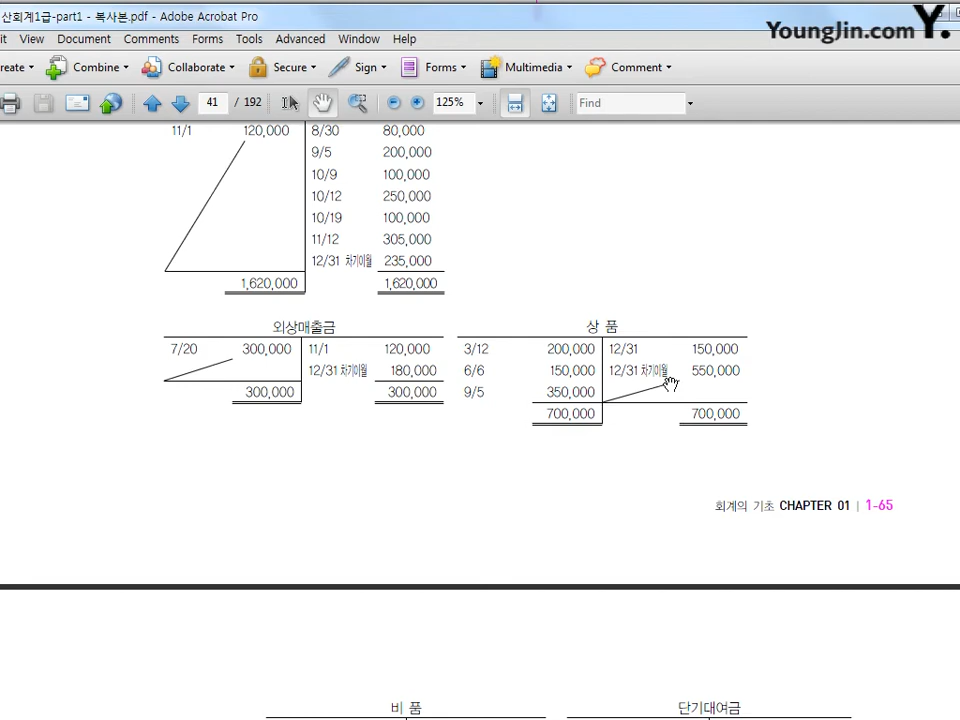 산회계1급-part1 - 복사본.pdf - Adobe Acrobat Pro
YoungJin.com Y.
it View Document Comments Forms Tools Advanced Window Help
reate Combine Collaborate Secure Sign Forms Multimedia Comment
41 / 192 125% Find
11/1 120,000 8/30 80,000
9/5 200,000
10/9 100,000
10/12 250,000
10/19 100,000
11/12 305,000
12/31 차기이월 235,000
1,620,000 1,620,000
외상매출금 상 품
7/20 300,000 11/1 120,000 3/12 200,000 12/31 150,000
12/31 차기이월 180,000 6/6 150,000 12/31 차기이월 550,000
300,000 300,000 9/5 350,000
700,000 700,000
회계의 기초 CHAPTER 01 | 1-65
비 품 단기대여금